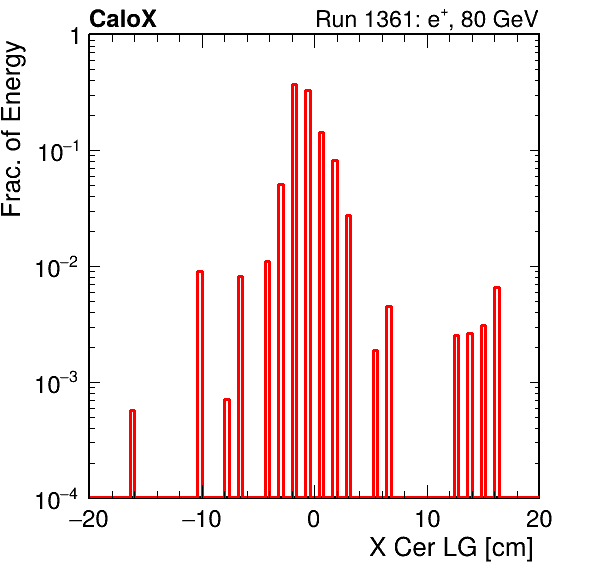 CaloX Run 1361: e⁺, 80 GeV
Frac. of Energy
1
10⁻¹
10⁻²
10⁻³
10⁻⁴
−20 −10 0 10 20
X Cer LG [cm]